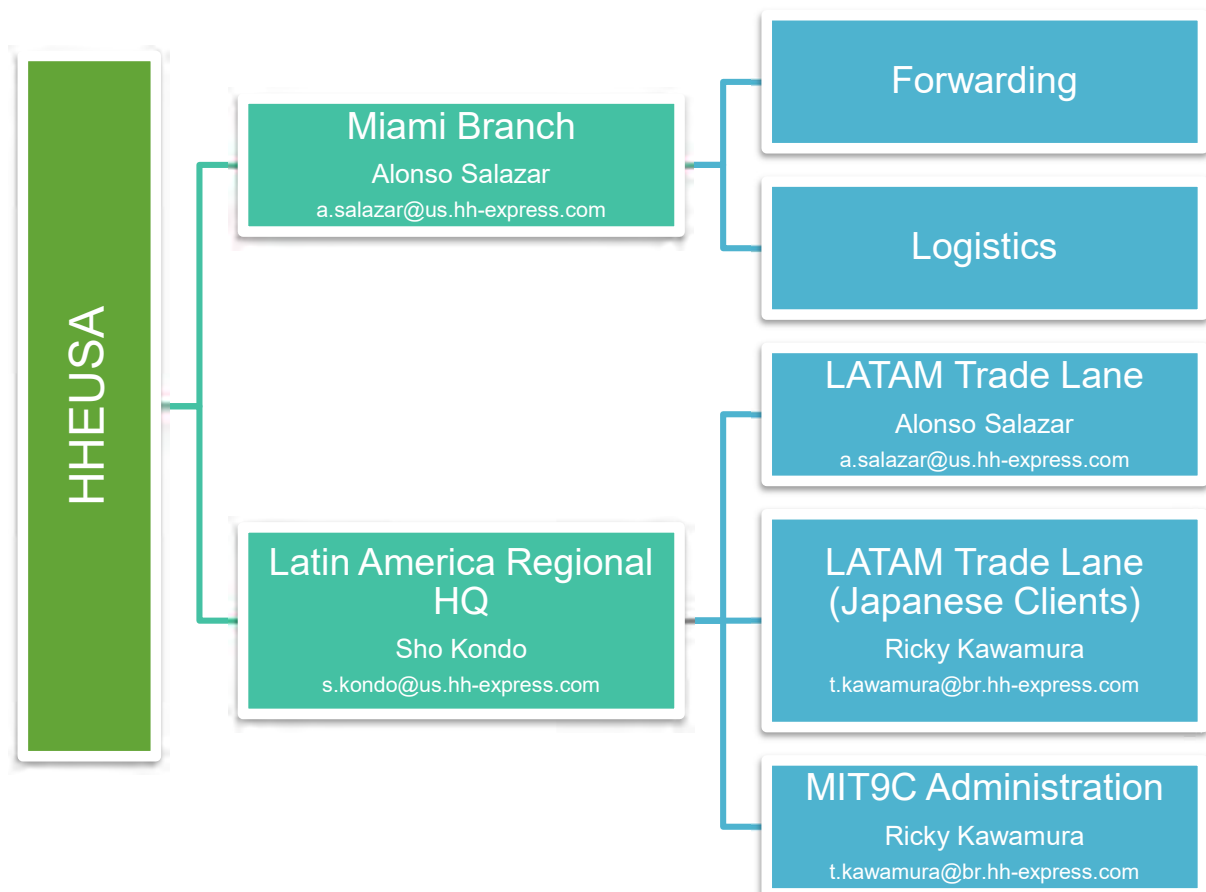 HHEUSA
Miami Branch
Alonso Salazar
a.salazar@us.hh-express.com
Forwarding
Logistics
Latin America Regional
HQ
Sho Kondo
s.kondo@us.hh-express.com
LATAM Trade Lane
Alonso Salazar
a.salazar@us.hh-express.com
LATAM Trade Lane
(Japanese Clients)
Ricky Kawamura
t.kawamura@br.hh-express.com
MIT9C Administration
Ricky Kawamura
t.kawamura@br.hh-express.com